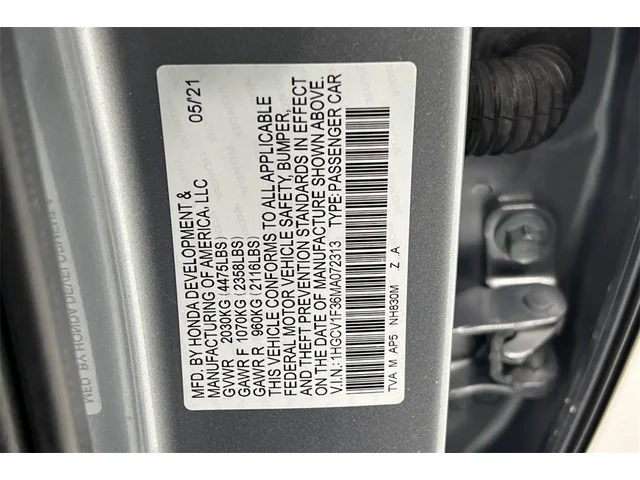 MFD. BY HONDA DEVELOPMENT & 05/21
MANUFACTURING OF AMERICA, LLC
GVWR 2030KG (4475LBS)
GAWR F 1070KG (2358LBS)
GAWR R 960KG (2116LBS)
THIS VEHICLE CONFORMS TO ALL APPLICABLE
FEDERAL MOTOR VEHICLE SAFETY, BUMPER,
AND THEFT PREVENTION STANDARDS IN EFFECT
ON THE DATE OF MANUFACTURE SHOWN ABOVE.
V.I.N.: 1HGCV1F36MA072313 TYPE:PASSENGER CAR
TVA M AP5 NH830M Z A